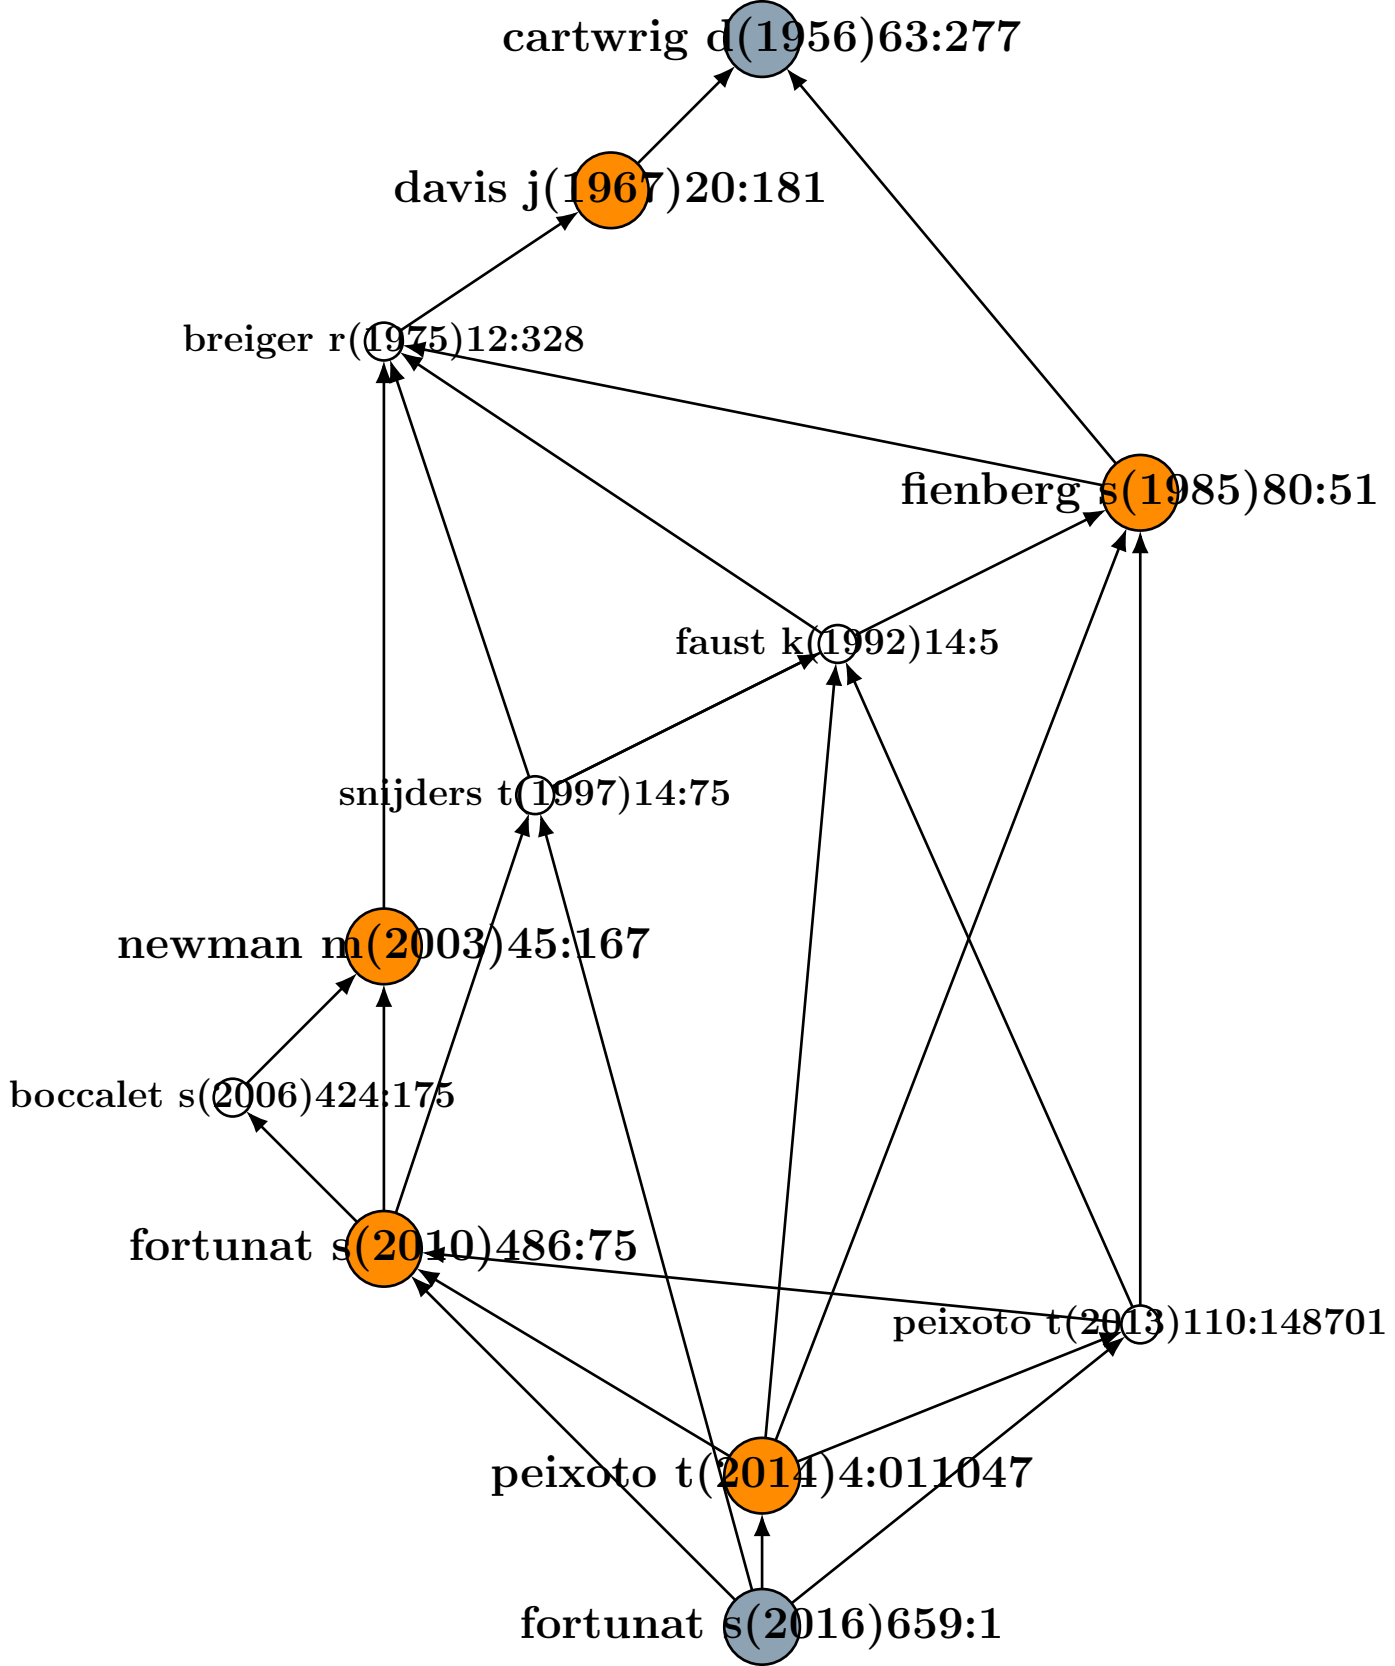 cartwrig d(1956)63:277
davis j(1967)20:181
breiger r(1975)12:328
fienberg s(1985)80:51
faust k(1992)14:5
snijders t(1997)14:75
newman m(2003)45:167
boccalet s(2006)424:175
fortunat s(2010)486:75
peixoto t(2013)110:148701
peixoto t(2014)4:011047
fortunat s(2016)659:1